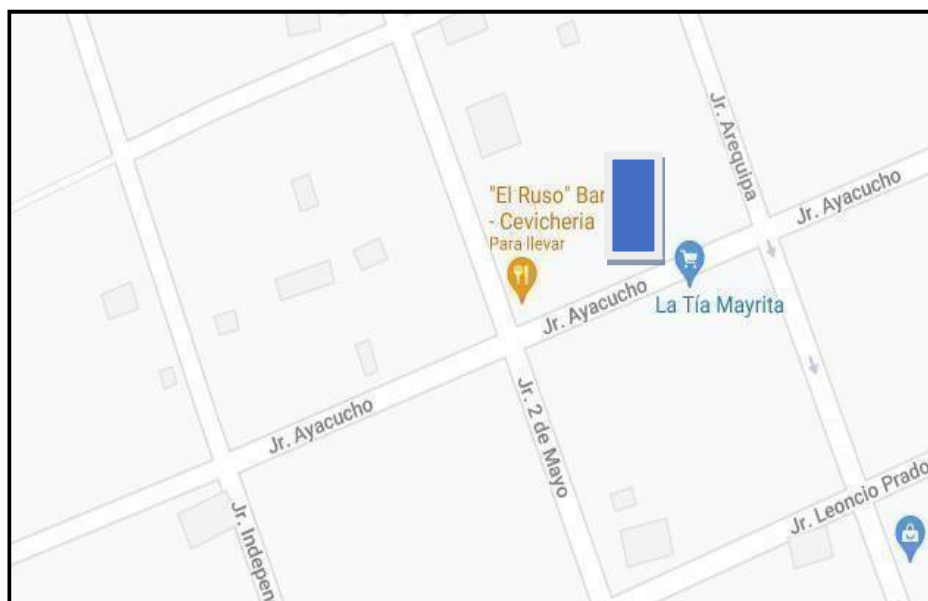 Jr. Arequipa
Jr. Ayacucho
"El Ruso" Bar
- Cevicheria
Para llevar
Jr. Ayacucho
La Tía Mayrita
Jr. Ayacucho
Jr. 2 de Mayo
Jr. Leoncio Prado
Jr. Indepen